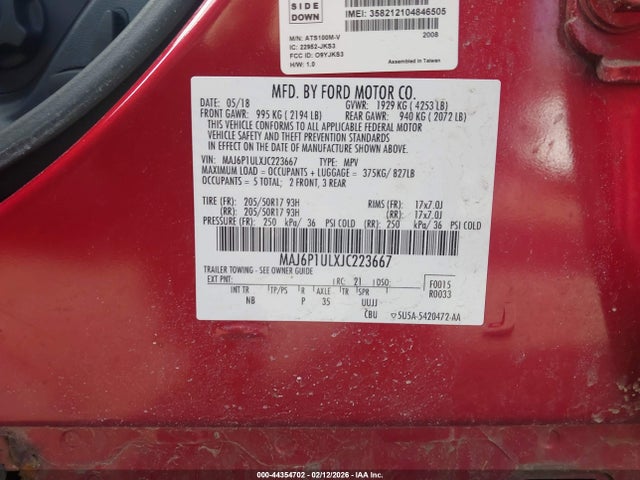 SIDE
DOWN
IMEI: 358212104846505
M/N: ATS100M-V 2008
IC: 22952-JKS3
FCC ID: O9YJKS3
H/W: 1.0 Assembled in Taiwan
MFD. BY FORD MOTOR CO.
DATE: 05/18 GVWR: 1929 KG ( 4253 LB)
FRONT GAWR: 995 KG ( 2194 LB) REAR GAWR: 940 KG ( 2072 LB)
THIS VEHICLE CONFORMS TO ALL APPLICABLE FEDERAL MOTOR
VEHICLE SAFETY AND THEFT PREVENTION STANDARDS
IN EFFECT ON THE DATE OF MANUFACTURE SHOWN ABOVE.
VIN: MAJ6P1ULXJC223667 TYPE: MPV
MAXIMUM LOAD = OCCUPANTS + LUGGAGE = 375KG/ 827LB
OCCUPANTS = 5 TOTAL; 2 FRONT, 3 REAR
TIRE (FR): 205/50R17 93H RIMS (FR): 17x7.0J
(RR): 205/50R17 93H (RR): 17x7.0J
PRESSURE (FR): 250 kPa/ 36 PSI COLD (RR): 250 kPa/ 36 PSI COLD
MAJ6P1ULXJC223667
TRAILER TOWING - SEE OWNER GUIDE
EXT PNT: RC: 21 DSO: F0015
INT TR TP/PS R AXLE TR SPR R0033
NB P 35 UUJJ
CBU ▽5U5A-5420472-AA
000-44354702 - 02/12/2026 - IAA Inc.